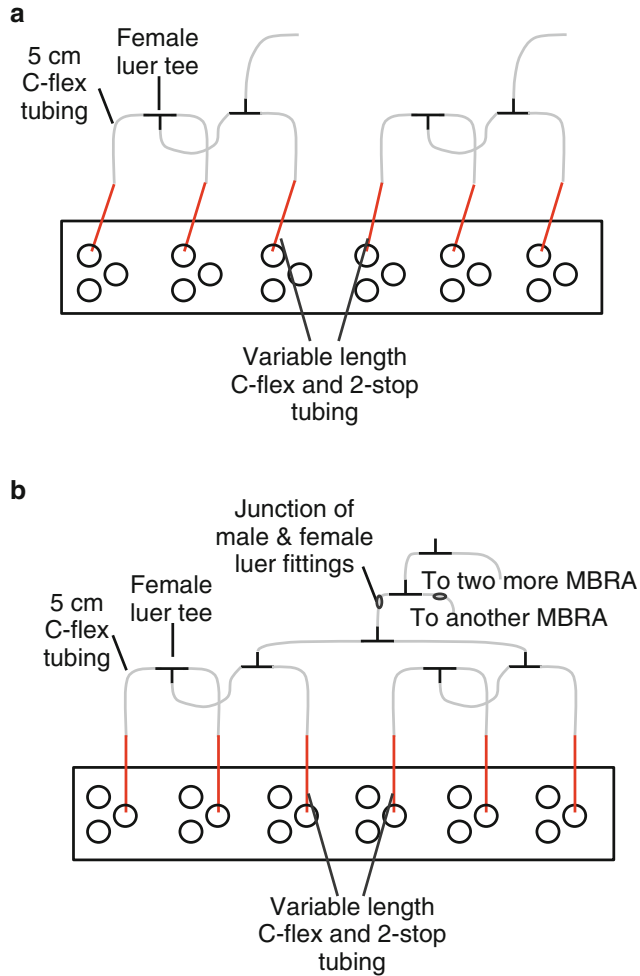 a
Female
luer tee
5 cm
C-flex
tubing
Variable length
C-flex and 2-stop
tubing
b
Junction of
male & female
luer fittings
To two more MBRA
To another MBRA
Female
luer tee
5 cm
C-flex
tubing
Variable length
C-flex and 2-stop
tubing